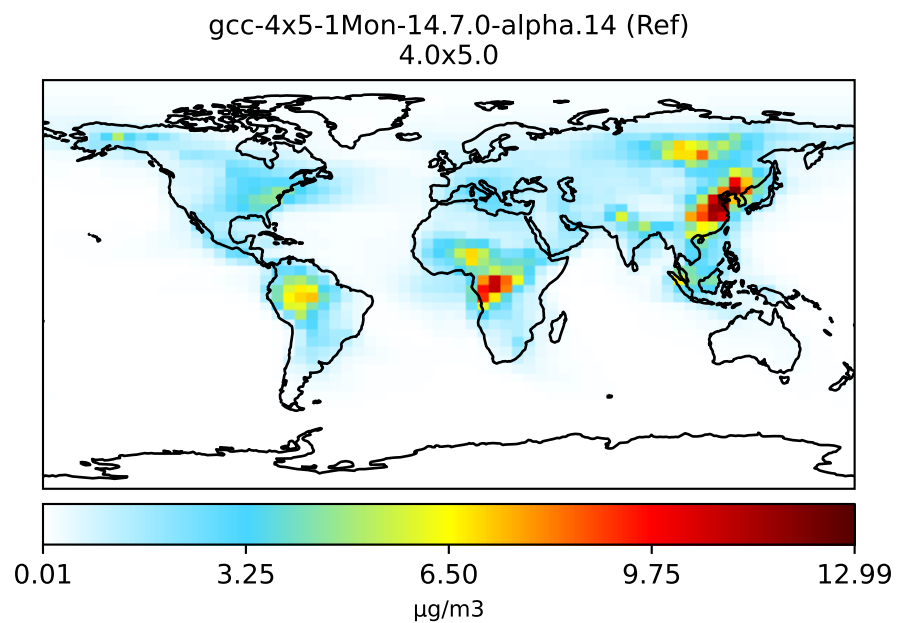 gcc-4x5-1Mon-14.7.0-alpha.14 (Ref)
4.0x5.0
0.01 3.25 6.50 9.75 12.99
μg/m3